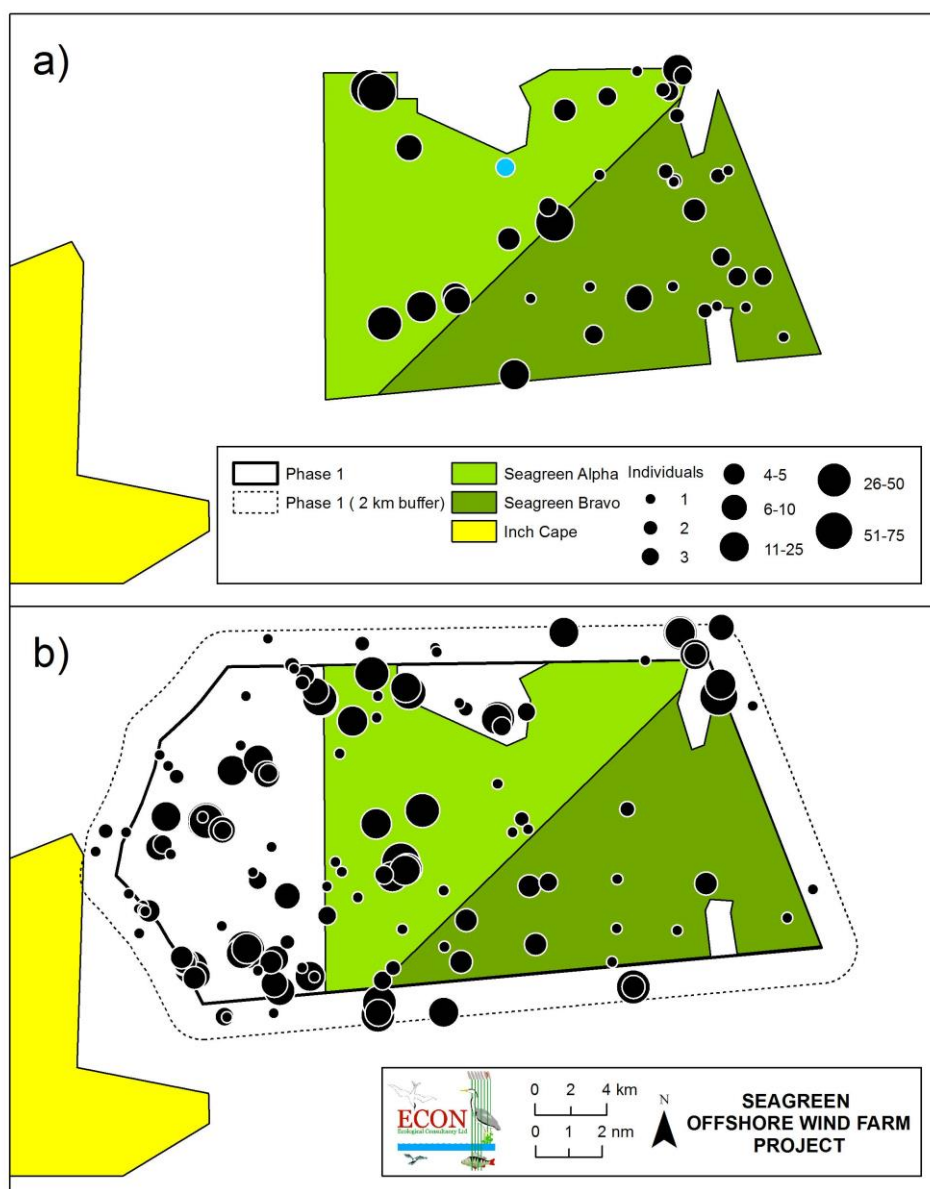 a)
Phase 1
Phase 1 ( 2 km buffer)
Seagreen Alpha
Seagreen Bravo
Inch Cape
Individuals
1
2
3
4-5
6-10
11-25
26-50
51-75
b)
ECON
Ecological Consultancy Ltd
0 2 4 km
0 1 2 nm
N
SEAGREEN
OFFSHORE WIND FARM
PROJECT